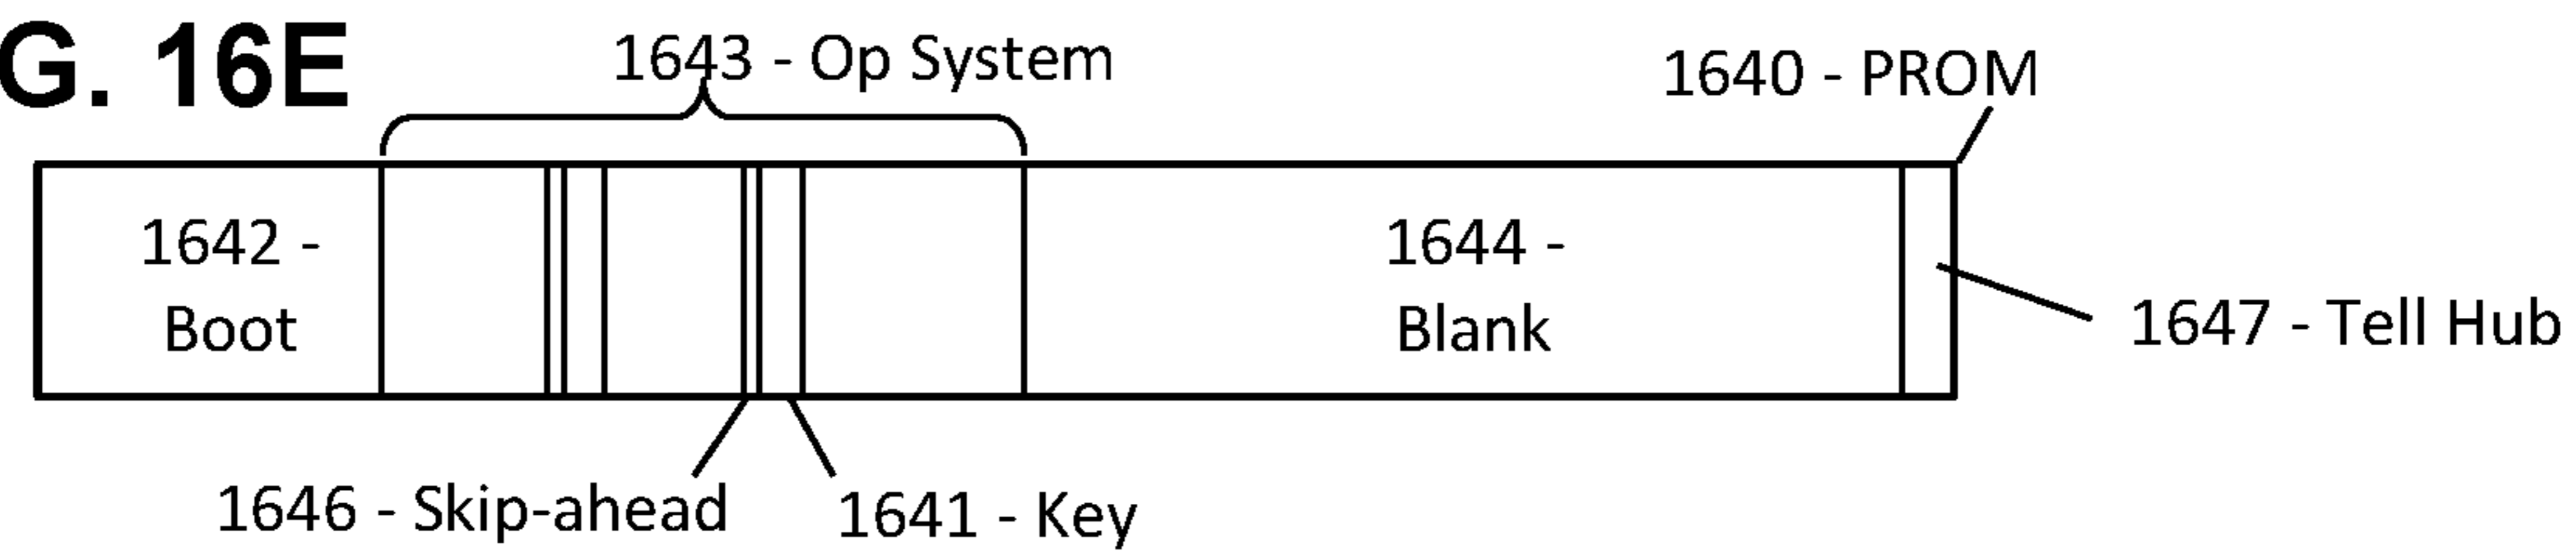 G. 16E
1643 - Op System
1640 - PROM
1642 -
Boot
1644 -
Blank
1647 - Tell Hub
1646 - Skip-ahead
1641 - Key